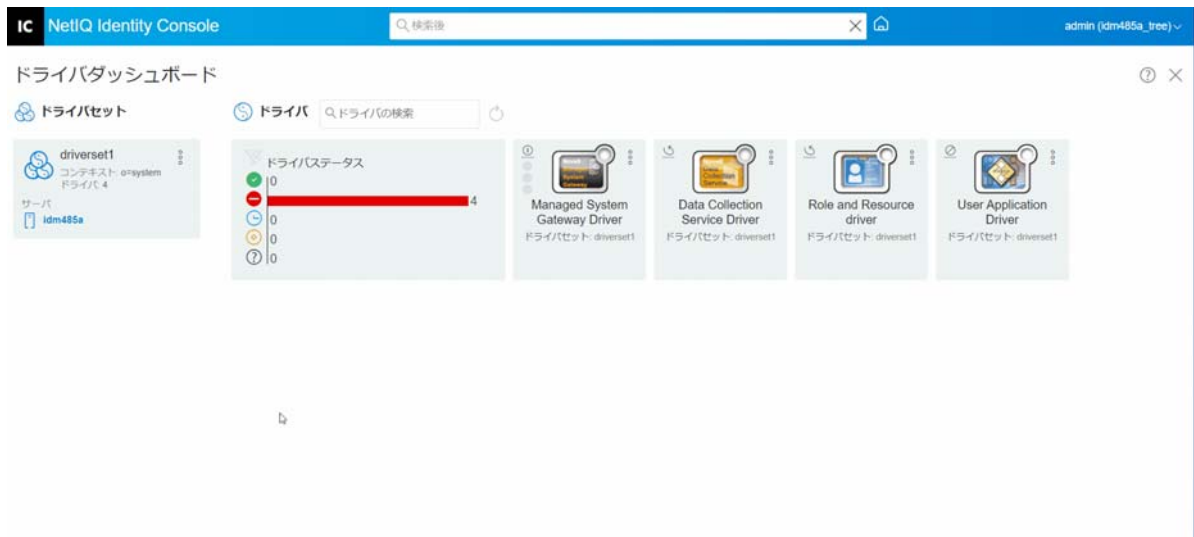 IC NetIQ Identity Console
検索後
admin (idm485a_tree)
ドライバダッシュボード
ドライバセット
ドライバ
ドライバの検索
driverset1
コンテキスト: o=system
ドライバ: 4
サーバ
idm485a
ドライバステータス
0
4
0
0
0
Managed System
Gateway Driver
ドライバセット: driverset1
Data Collection
Service Driver
ドライバセット: driverset1
Role and Resource
driver
ドライバセット: driverset1
User Application
Driver
ドライバセット: driverset1